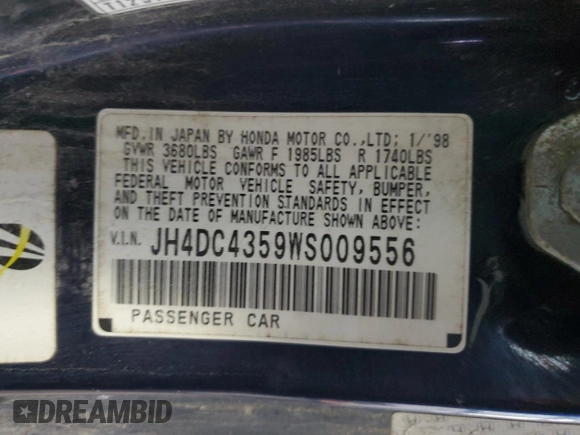 MFD.IN JAPAN BY HONDA MOTOR CO.,LTD; 1/'98
GVWR 3680LBS GAWR F 1985LBS R 1740LBS
THIS VEHICLE CONFORMS TO ALL APPLICABLE
FEDERAL MOTOR VEHICLE SAFETY, BUMPER,
AND THEFT PREVENTION STANDARDS IN EFFECT
ON THE DATE OF MANUFACTURE SHOWN ABOVE:
V.I.N. JH4DC4359WS009556
PASSENGER CAR
DREAMBID